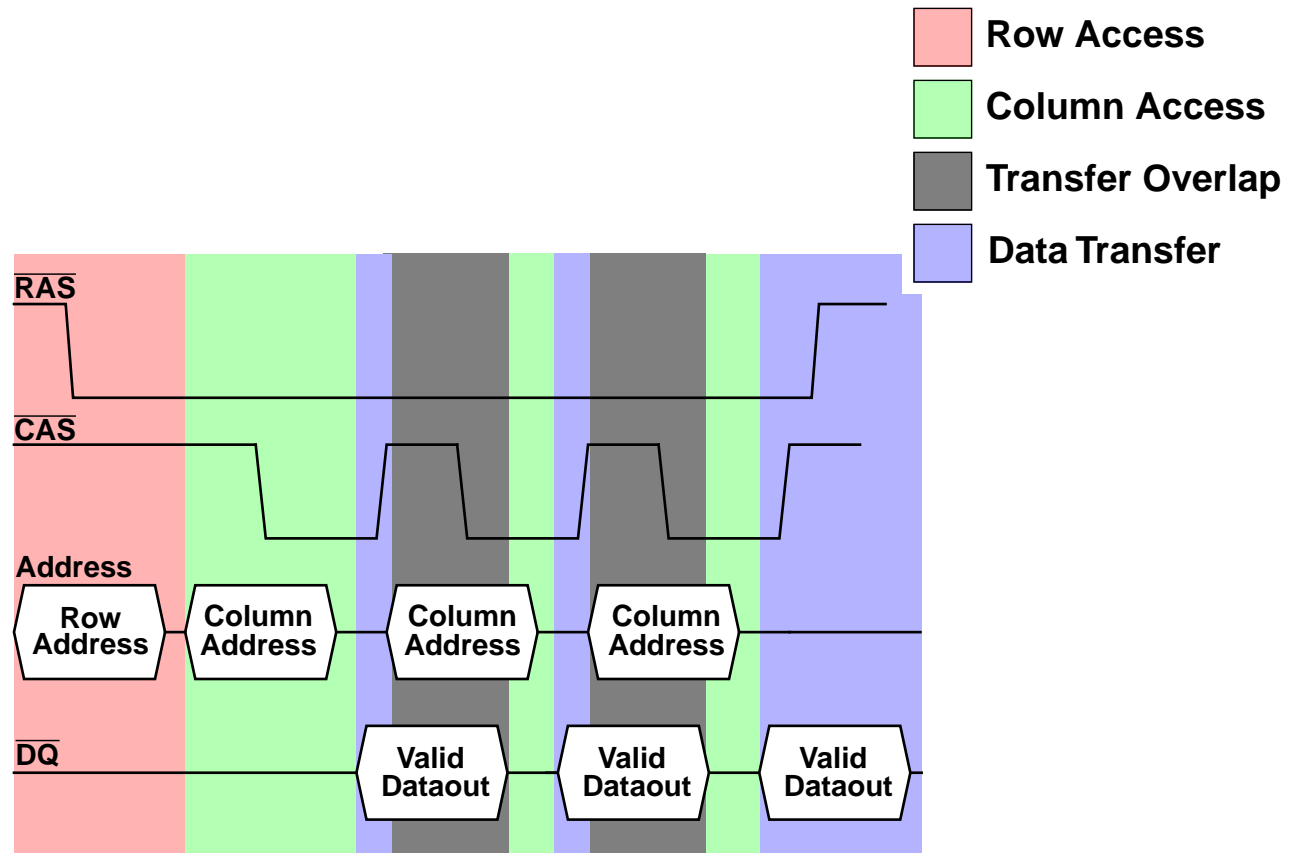 Row Access
Column Access
Transfer Overlap
Data Transfer
RAS
CAS
Address
Row
Address
Column
Address
Column
Address
Column
Address
DQ
Valid
Dataout
Valid
Dataout
Valid
Dataout